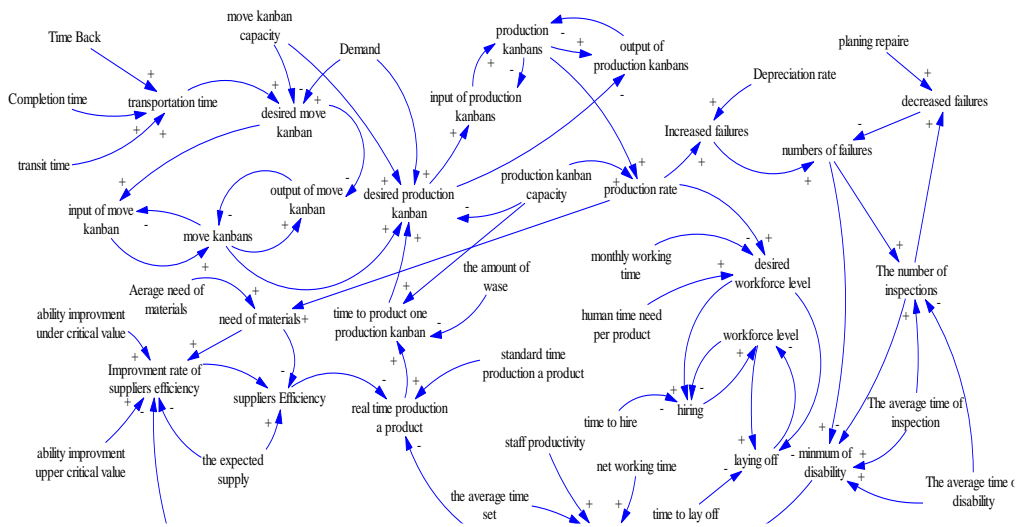 move kanban
capacity
Time Back
Demand
production
kanbans
output of
production kanbans
planing repaire
Completion time
transportation time
desired move
kanban
input of production
kanbans
Depreciation rate
decreased failures
Increased failures
numbers of failures
transit time
input of move
kanban
output of move
kanban
desired production
kanban
production kanban
capacity
production rate
move kanbans
monthly working
time
desired
workforce level
The number of
inspections
Aerage need of
materials
the amount of
wase
human time need
per product
ability improvment
under critical value
need of materials
time to product one
production kanban
workforce level
Improvment rate of
suppliers efficiency
suppliers Efficiency
standard time
production a product
real time production
a product
time to hire
hiring
The average time of
inspection
ability improvment
upper critical value
the expected
supply
staff productivity
net working time
laying off
minmum of
disability
the average time
set
time to lay off
The average time o
disability